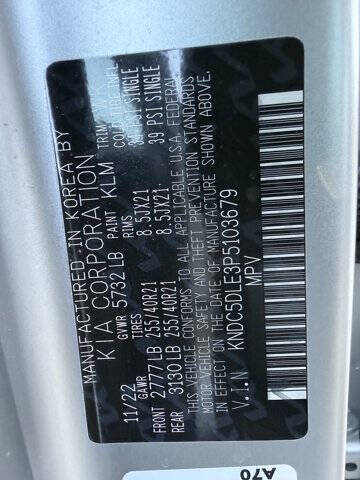 MANUFACTURED IN KOREA BY
KIA CORPORATION
GVWR 5732 LB PAINT KLM TRIM
11/22 GAWR TIRES RIMS
FRONT 2777 LB 255/40R21 8.5JX21 PSI SINGLE
REAR 3130 LB 255/40R21 8.5JX21 39 PSI SINGLE
THIS VEHICLE CONFORMS TO ALL APPLICABLE U.S.A. FEDERAL
MOTOR VEHICLE SAFETY AND THEFT PREVENTION STANDARDS
IN EFFECT ON THE DATE OF MANUFACTURE SHOWN ABOVE.
V.I.N KNDC5DLE3P5103679
MPV
A70